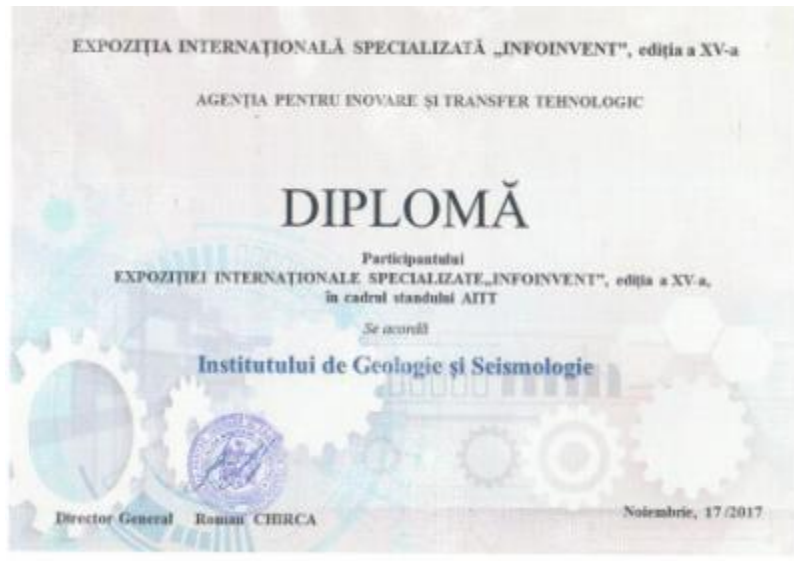 EXPOZIȚIA INTERNAȚIONALĂ SPECIALIZATĂ „INFOINVENT”, ediția a XV-a
AGENȚIA PENTRU INOVARE ȘI TRANSFER TEHNOLOGIC
DIPLOMĂ
Participantului
EXPOZIȚIEI INTERNAȚIONALE SPECIALIZATE„INFOINVENT”, ediția a XV-a,
în cadrul standului AITT
Se acordă
Institutului de Geologie și Seismologie
Director General Roman CHIRCA
Noiembrie, 17/2017